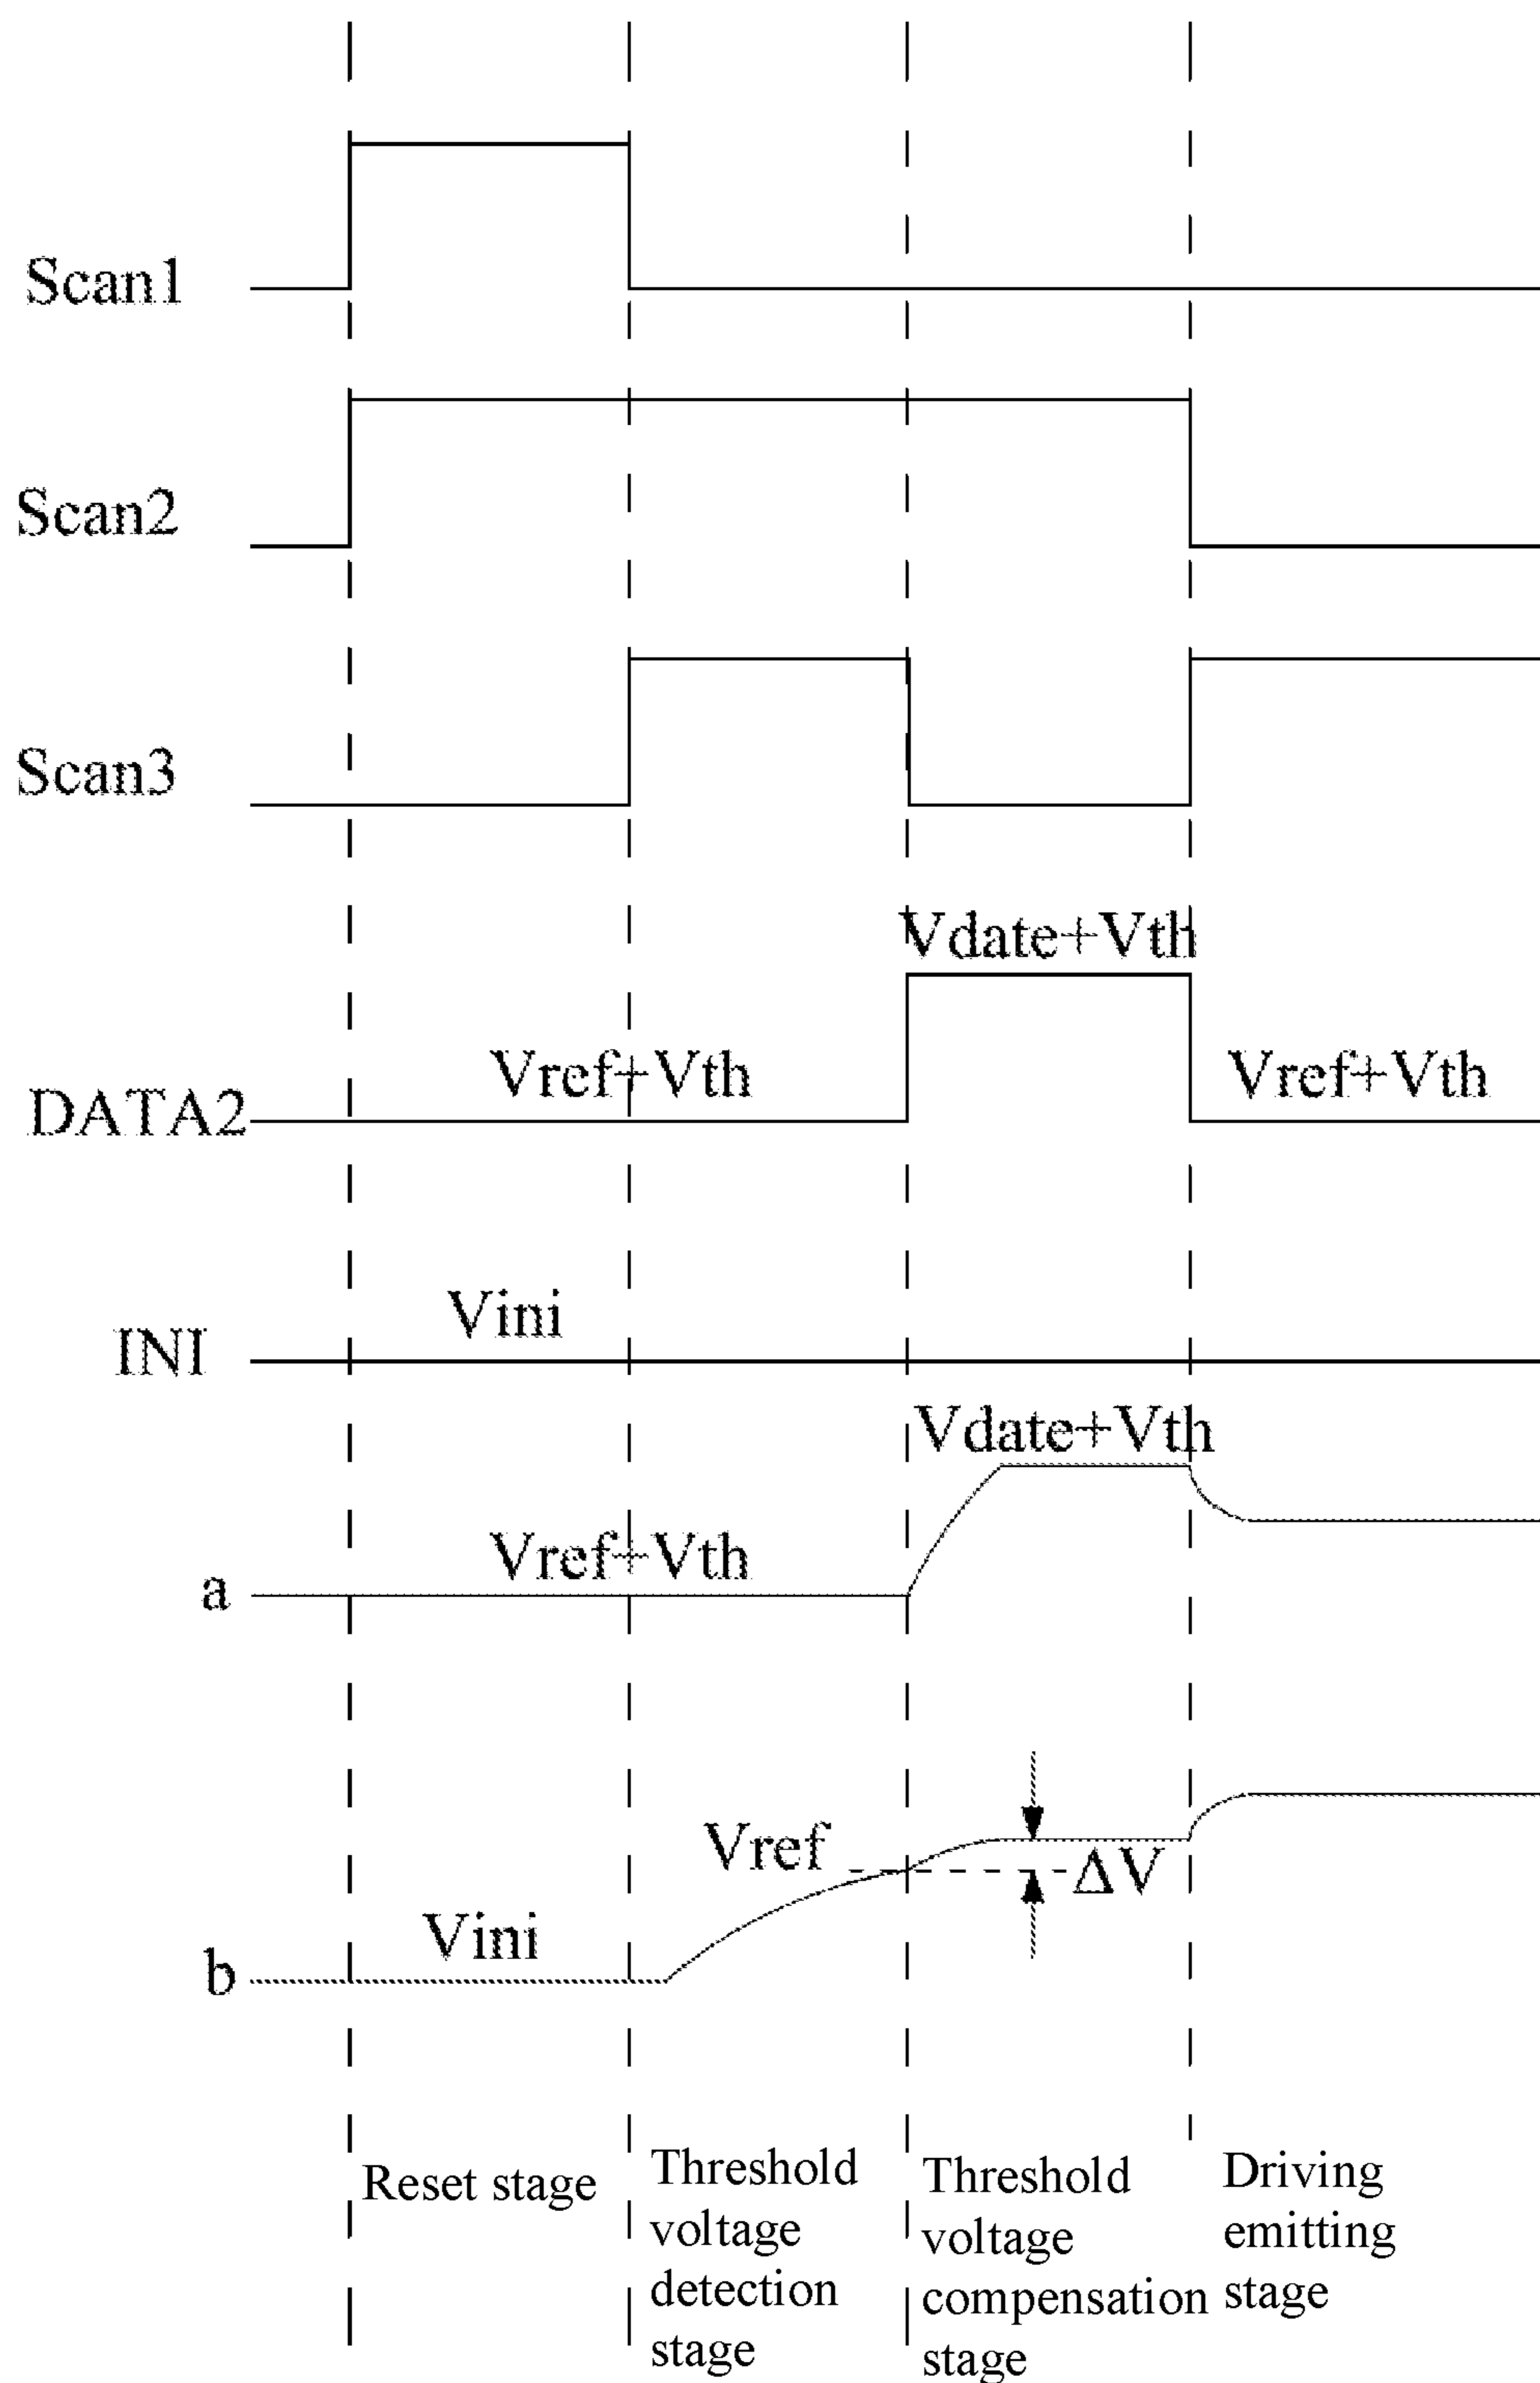 Scan1
Scan2
Scan3
Vdate+Vth
Vref+Vth
Vref+Vth
DATA2
Vini
INI
Vdate+Vth
Vref+Vth
a
Vref
ΔV
Vini
b
Reset stage
Threshold
voltage
detection
stage
Threshold
voltage
compensation
stage
Driving
emitting
stage